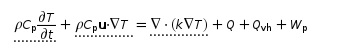 ρC_p ∂T/∂t + ρC_p u·∇T = ∇·(k∇T) + Q + Q_vh + W_p